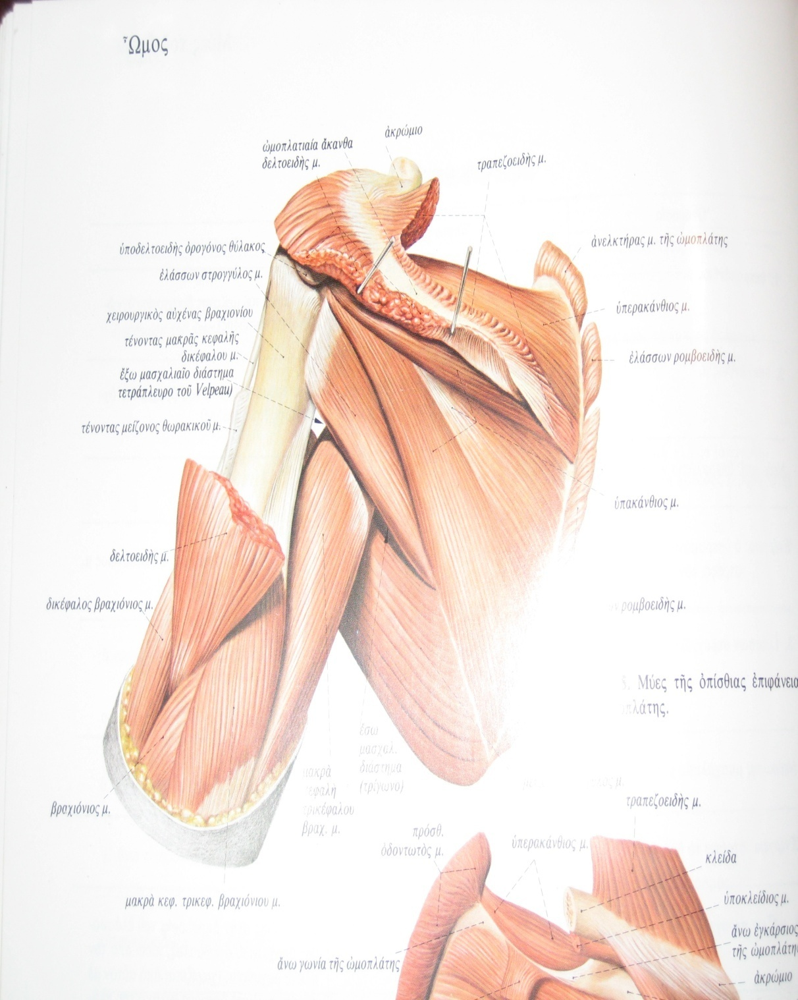 Ὦμος
ἀκρώμιο
ὠμοπλατιαία ἄκανθα
δελτοειδὴς μ.
τραπεζοειδὴς μ.
ὑποδελτοειδὴς ὀρογόνος θύλακος
ἀνελκτήρας μ. τῆς ὠμοπλάτης
ἐλάσσων στρογγύλος μ.
ὑπερακάνθιος μ.
χειρουργικὸς αὐχένας βραχιονίου
τένοντας μακρᾶς κεφαλῆς
δικέφαλου μ.
ἐλάσσων ρομβοειδὴς μ.
ἔξω μασχαλιαῖο διάστημα
τετράπλευρο τοῦ Velpeau)
τένοντας μείζονος θωρακικοῦ μ.
ὑπακάνθιος μ.
δελτοειδὴς μ.
δικέφαλος βραχιόνιος μ.
ρομβοειδὴς μ.
Μύες τῆς ὀπίσθιας ἐπιφάνεια
πλάτης.
ἔσω
μασχαλ.
διάστημα
(τρίγωνο)
μακρὰ
κεφαλὴ
τρικέφαλου
βραχ. μ.
βραχιόνιος μ.
τραπεζοειδὴς μ.
πρόσθ.
ὀδοντωτὸς μ.
ὑπερακάνθιος μ.
κλείδα
μακρὰ κεφ. τρικεφ. βραχιόνιου μ.
ὑποκλείδιος μ.
ἄνω ἐγκάρσιος
τῆς ὠμοπλάτη
ἄνω γωνία τῆς ὠμοπλάτης
ἀκρώμιο